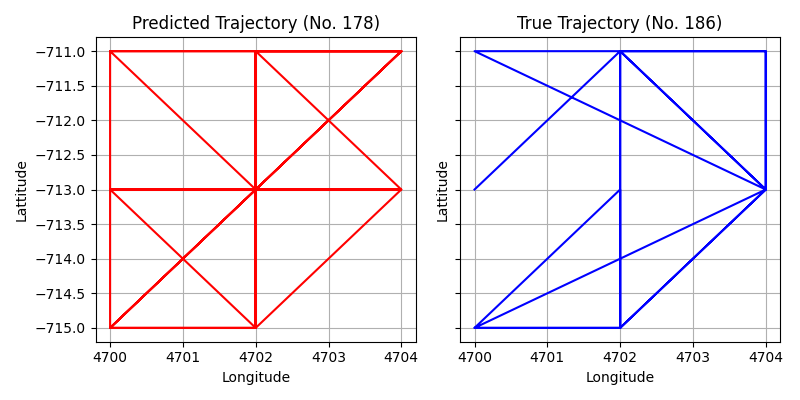 Predicted Trajectory (No. 178)
True Trajectory (No. 186)
Lattitude
−711.0
−711.5
−712.0
−712.5
−713.0
−713.5
−714.0
−714.5
−715.0
4700 4701 4702 4703 4704
Longitude
Lattitude
4700 4701 4702 4703 4704
Longitude